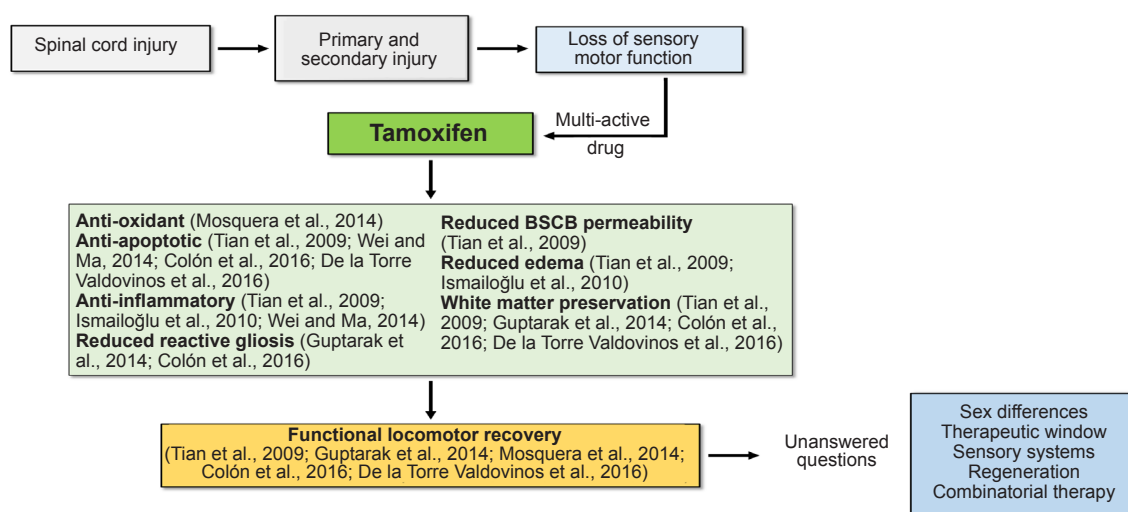 Spinal cord injury
Primary and
secondary injury
Loss of sensory
motor function
Tamoxifen
Multi-active
drug
Anti-oxidant (Mosquera et al., 2014)
Anti-apoptotic (Tian et al., 2009; Wei and
Ma, 2014; Colón et al., 2016; De la Torre
Valdovinos et al., 2016)
Anti-inflammatory (Tian et al., 2009;
Ismailoğlu et al., 2010; Wei and Ma, 2014)
Reduced reactive gliosis (Guptarak et
al., 2014; Colón et al., 2016)
Reduced BSCB permeability
(Tian et al., 2009)
Reduced edema (Tian et al., 2009;
Ismailoğlu et al., 2010)
White matter preservation (Tian et al.,
2009; Guptarak et al., 2014; Colón et al.,
2016; De la Torre Valdovinos et al., 2016)
Functional locomotor recovery
(Tian et al., 2009; Guptarak et al., 2014; Mosquera et al., 2014;
Colón et al., 2016; De la Torre Valdovinos et al., 2016)
Unanswered
questions
Sex differences
Therapeutic window
Sensory systems
Regeneration
Combinatorial therapy